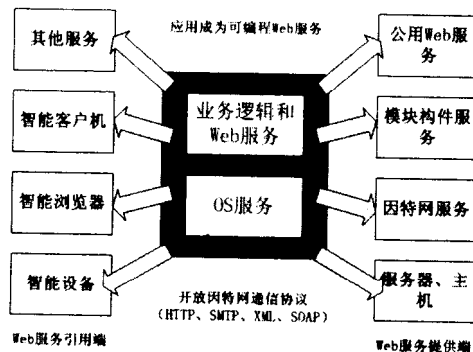 其他服务
应用成为可编程Web服务
公用Web服
务
智能客户机
业务逻辑和
Web服务
模块构件服
务
智能浏览器
OS服务
因特网服务
智能设备
开放因特网通信协议
(HTTP、SMTP、XML、SOAP)
服务器、主
机
Web服务引用端
Web服务提供端